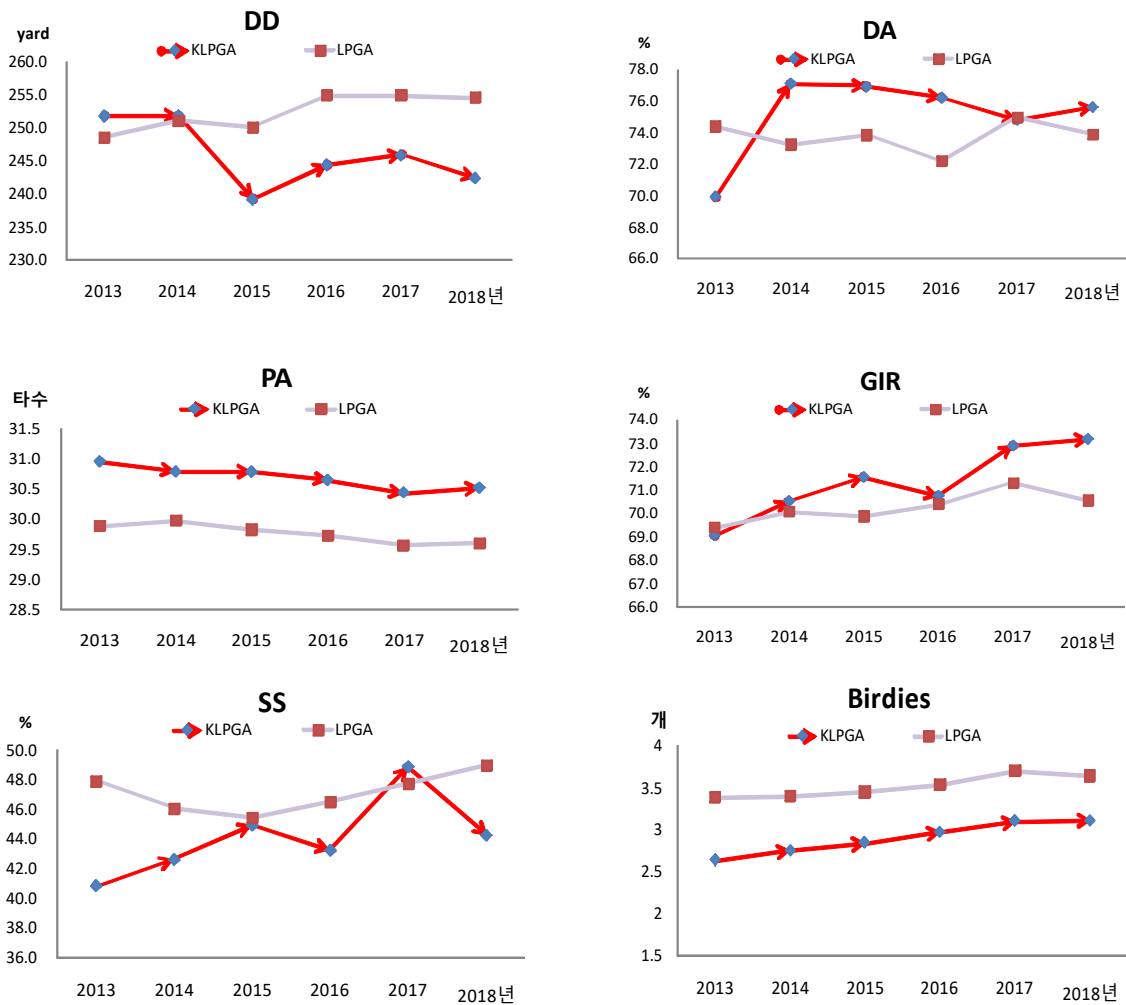 DD
yard
KLPGA
LPGA
260.0
255.0
250.0
245.0
240.0
235.0
230.0
2013 2014 2015 2016 2017 2018년
DA
%
KLPGA
LPGA
78.0
76.0
74.0
72.0
70.0
68.0
66.0
2013 2014 2015 2016 2017 2018년
PA
타수
KLPGA
LPGA
31.5
31.0
30.5
30.0
29.5
29.0
28.5
2013 2014 2015 2016 2017 2018년
GIR
%
KLPGA
LPGA
74.0
73.0
72.0
71.0
70.0
69.0
68.0
67.0
66.0
2013 2014 2015 2016 2017 2018년
SS
%
KLPGA
LPGA
50.0
48.0
46.0
44.0
42.0
40.0
38.0
36.0
2013 2014 2015 2016 2017 2018년
Birdies
개
KLPGA
LPGA
4
3.5
3
2.5
2
1.5
2013 2014 2015 2016 2017 2018년